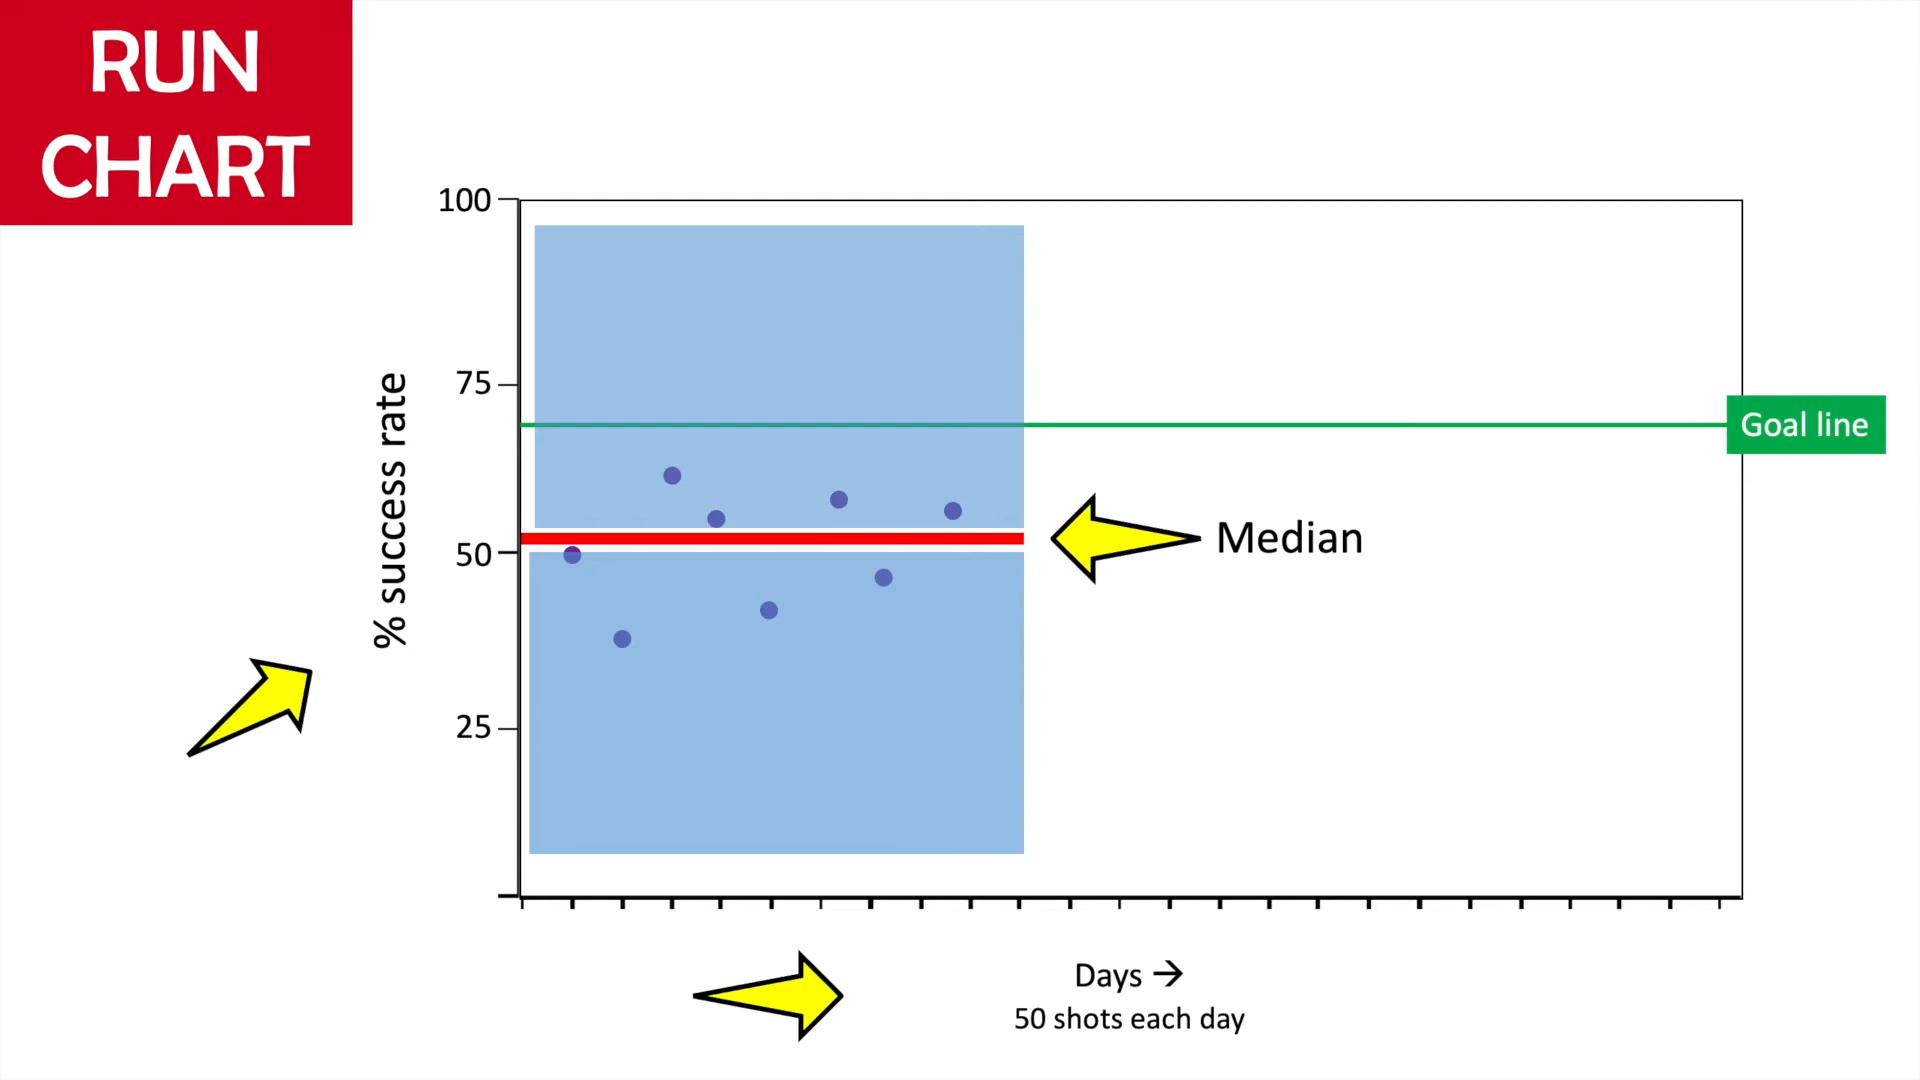 RUN
CHART
100
75
50
25
% success rate
Goal line
Median
Days →
50 shots each day